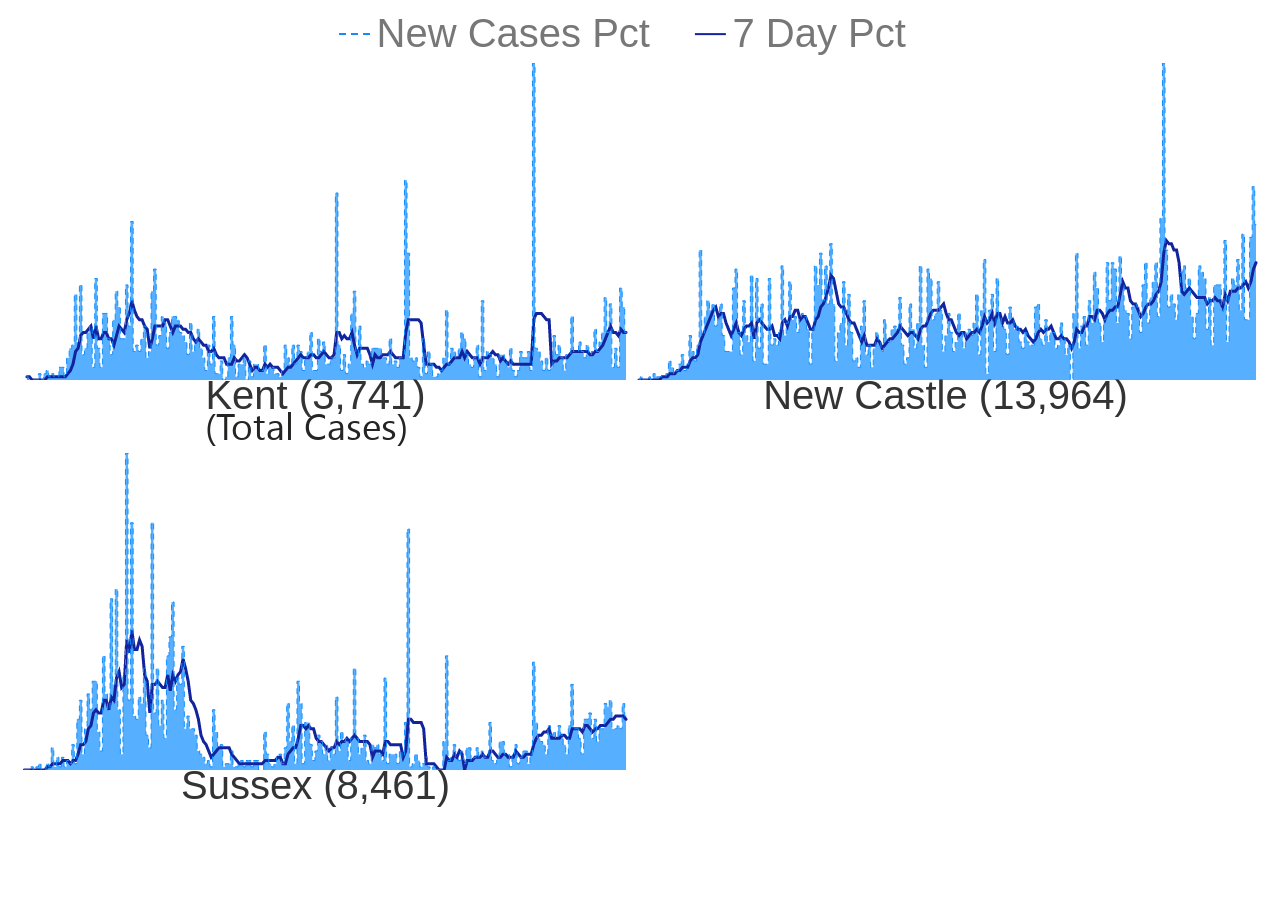 New Cases Pct 7 Day Pct
Kent (3,741)
(Total Cases)
New Castle (13,964)
Sussex (8,461)